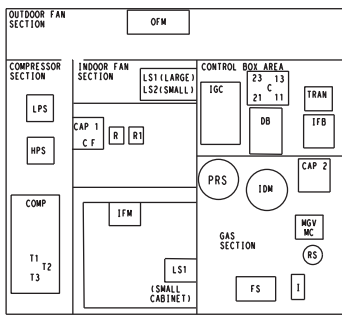 OUTDOOR FAN
SECTION
OFM
COMPRESSOR
SECTION
LPS
HPS
COMP
T1
T2
T3
INDOOR FAN
SECTION
LS1(LARGE)
LS2(SMALL)
CAP 1
C F
R
R1
IFM
LS1
(SMALL
CABINET)
CONTROL BOX AREA
IGC
23 13
C
21 11
DB
TRAN
IFB
PRS
IDM
CAP 2
GAS
SECTION
MGV
MC
RS
FS
I